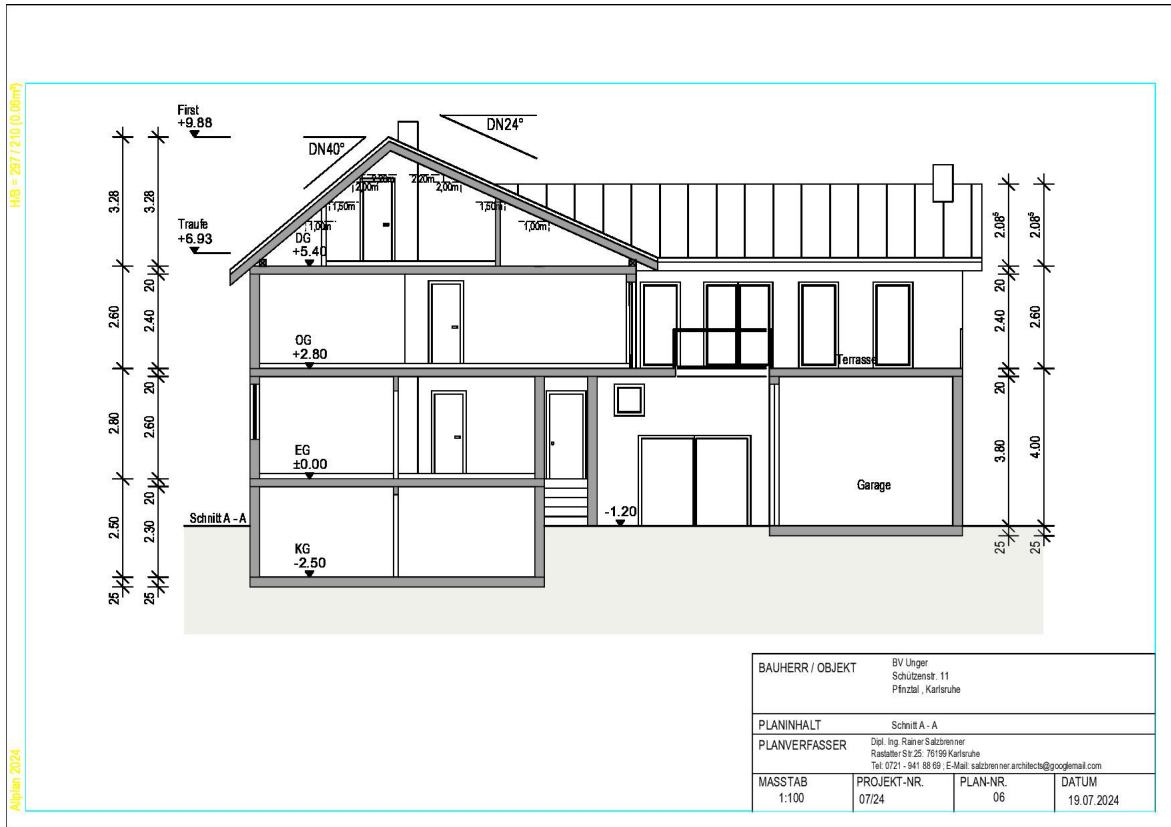 H/B = 297 / 210 (0.06m²)
Allplan 2024
First
+9.88
DN40°
DN24°
Traufe
+6.93
3.28
3.28
2.60
20
2.40
2.80
20
2.60
2.50
20
2.30
25
25
2,20m
2,20m
2,00m
2,00m
1,50m
1,50m
1,00m
1,00m
DG
+5.40
OG
+2.80
EG
±0.00
KG
-2.50
Schnitt A - A
-1.20
Terrasse
Garage
2.08⁵
2.08⁵
20
2.40
2.60
20
3.80
4.00
25
25
BAUHERR / OBJEKT
BV Unger
Schützenstr. 11
Pfinztal , Karlsruhe
PLANINHALT
Schnitt A - A
PLANVERFASSER
Dipl. Ing. Rainer Salzbrenner
Rastatter Str.25; 76199 Karlsruhe
Tel: 0721 - 941 88 69 ; E-Mail: salzbrenner.architects@googlemail.com
MASSTAB
1:100
PROJEKT-NR.
07/24
PLAN-NR.
06
DATUM
19.07.2024